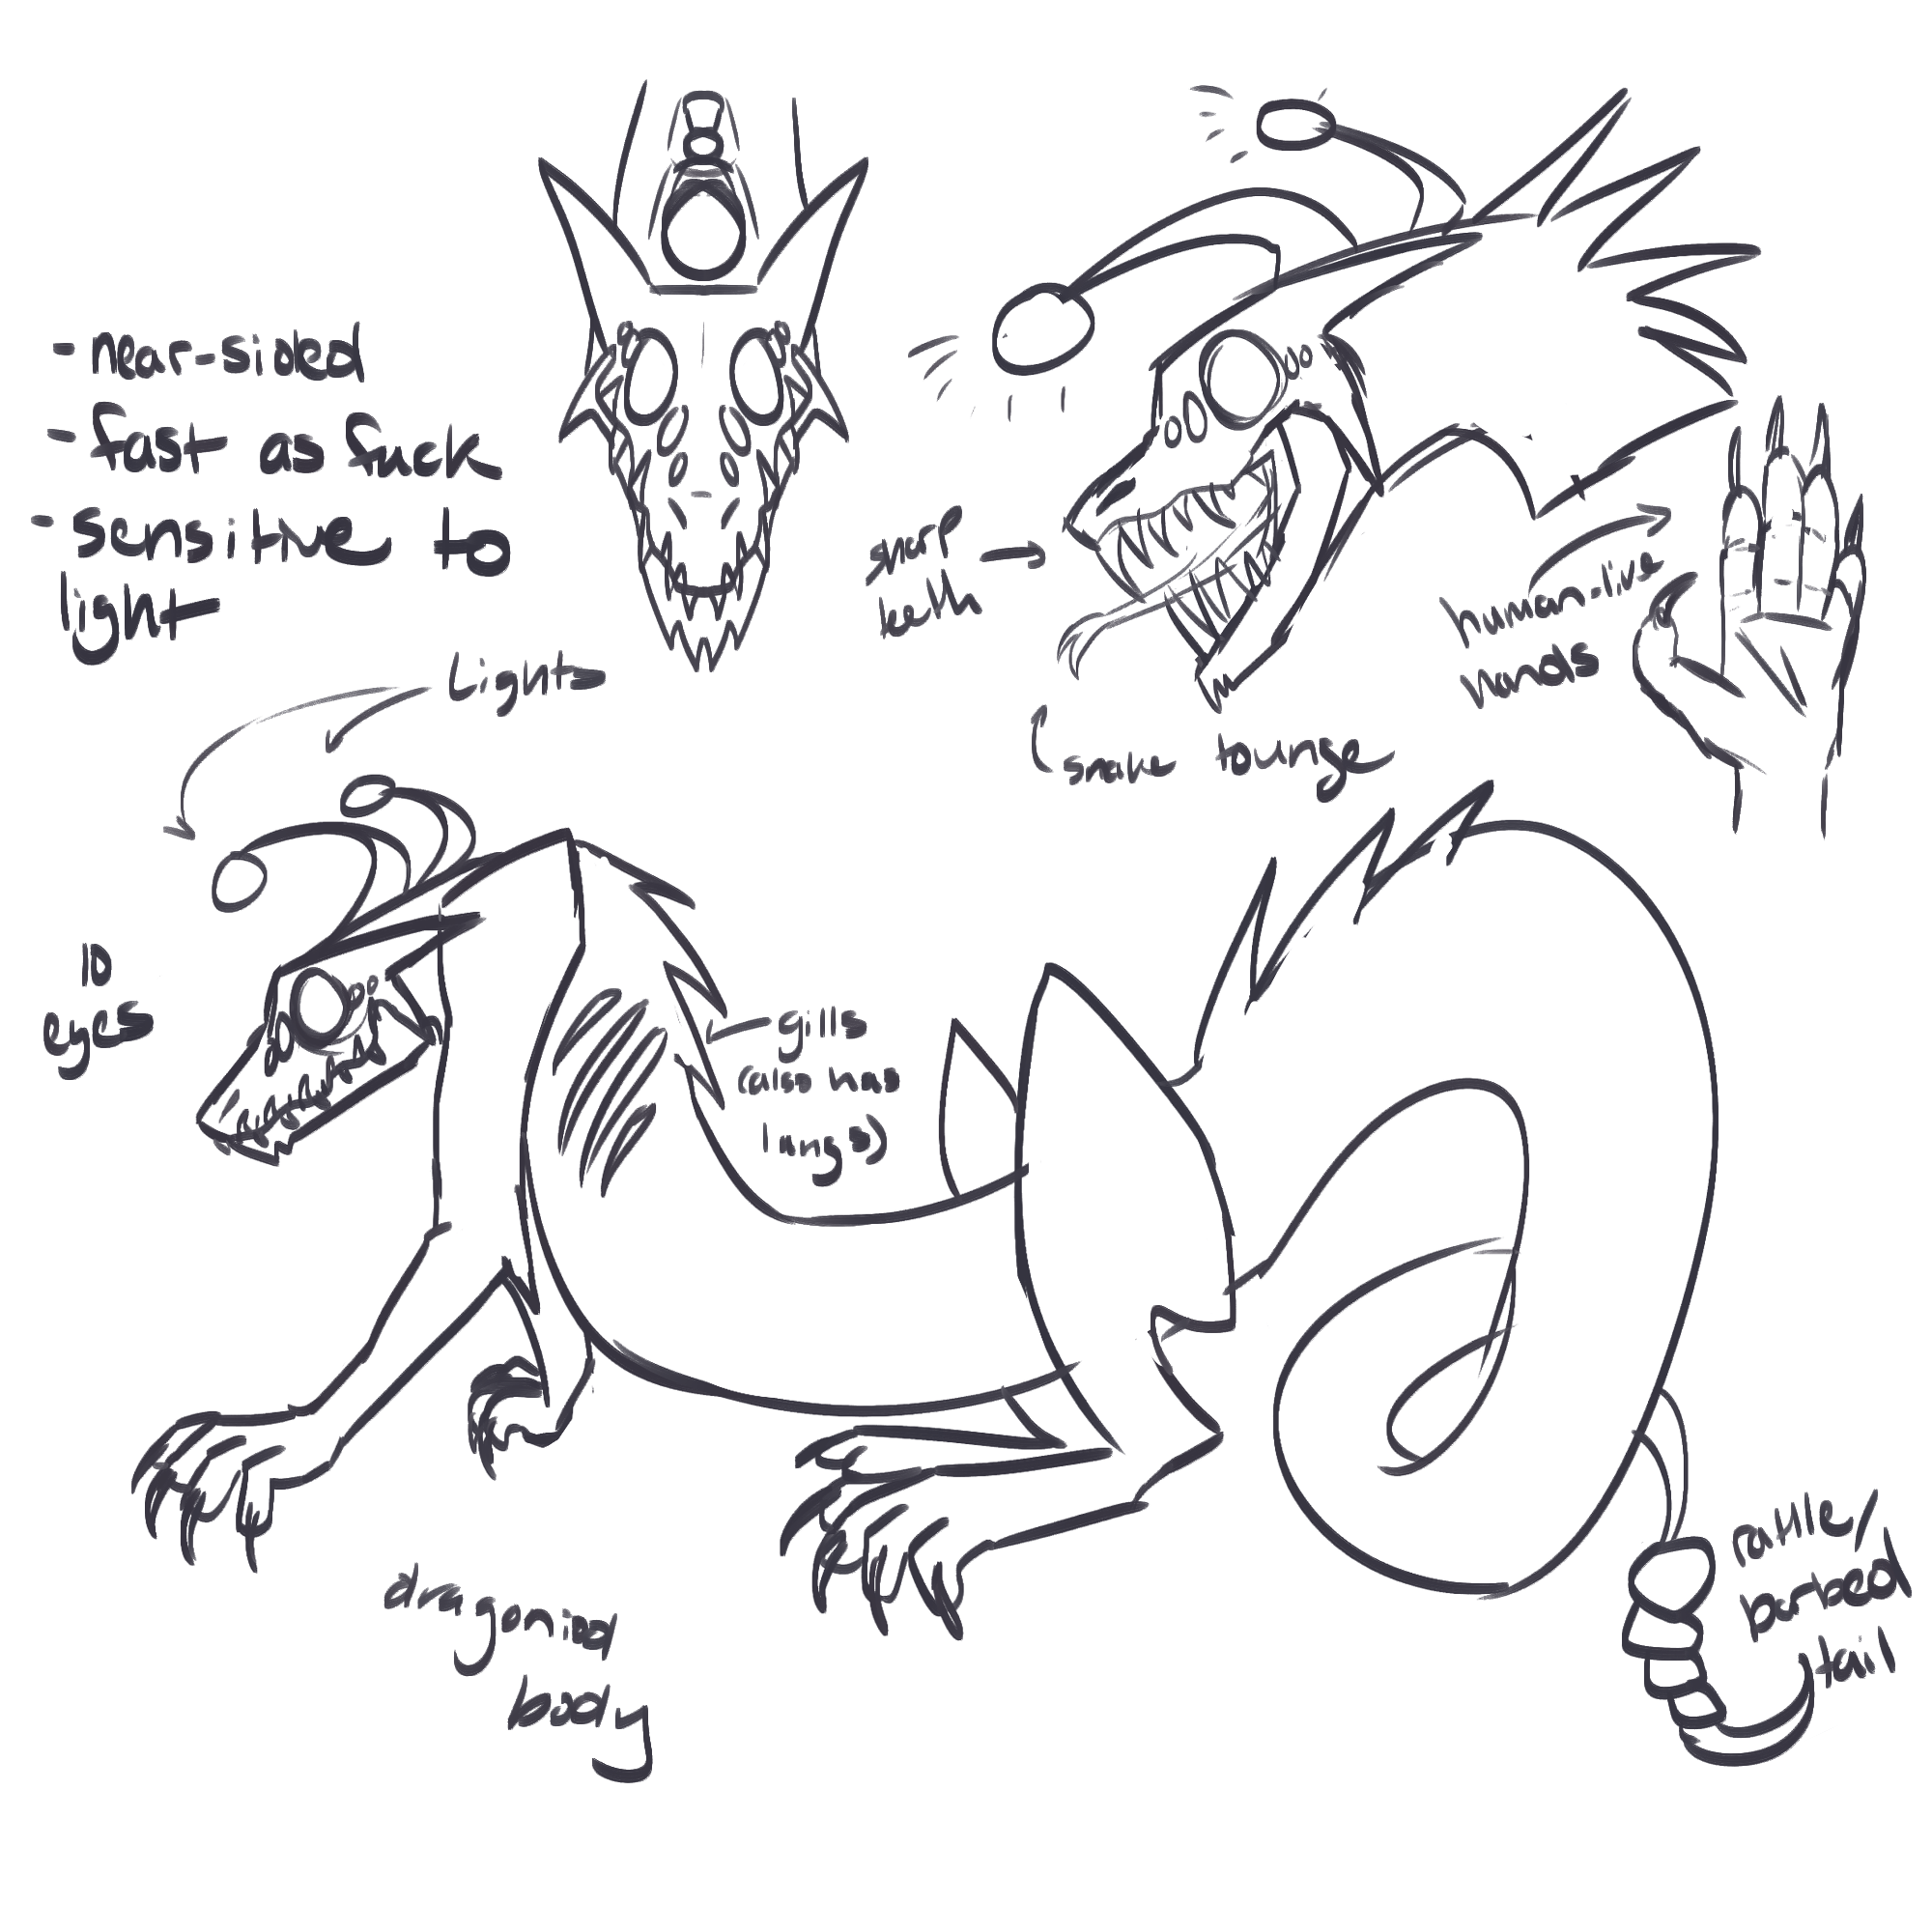 - near-sided
- fast as fuck
- sensitive to
light
Lights
sharp
teeth
snake tounge
human-like
hands
10
eyes
gills
(also has
lungs)
dragonied
body
rattle/
barbed
tail